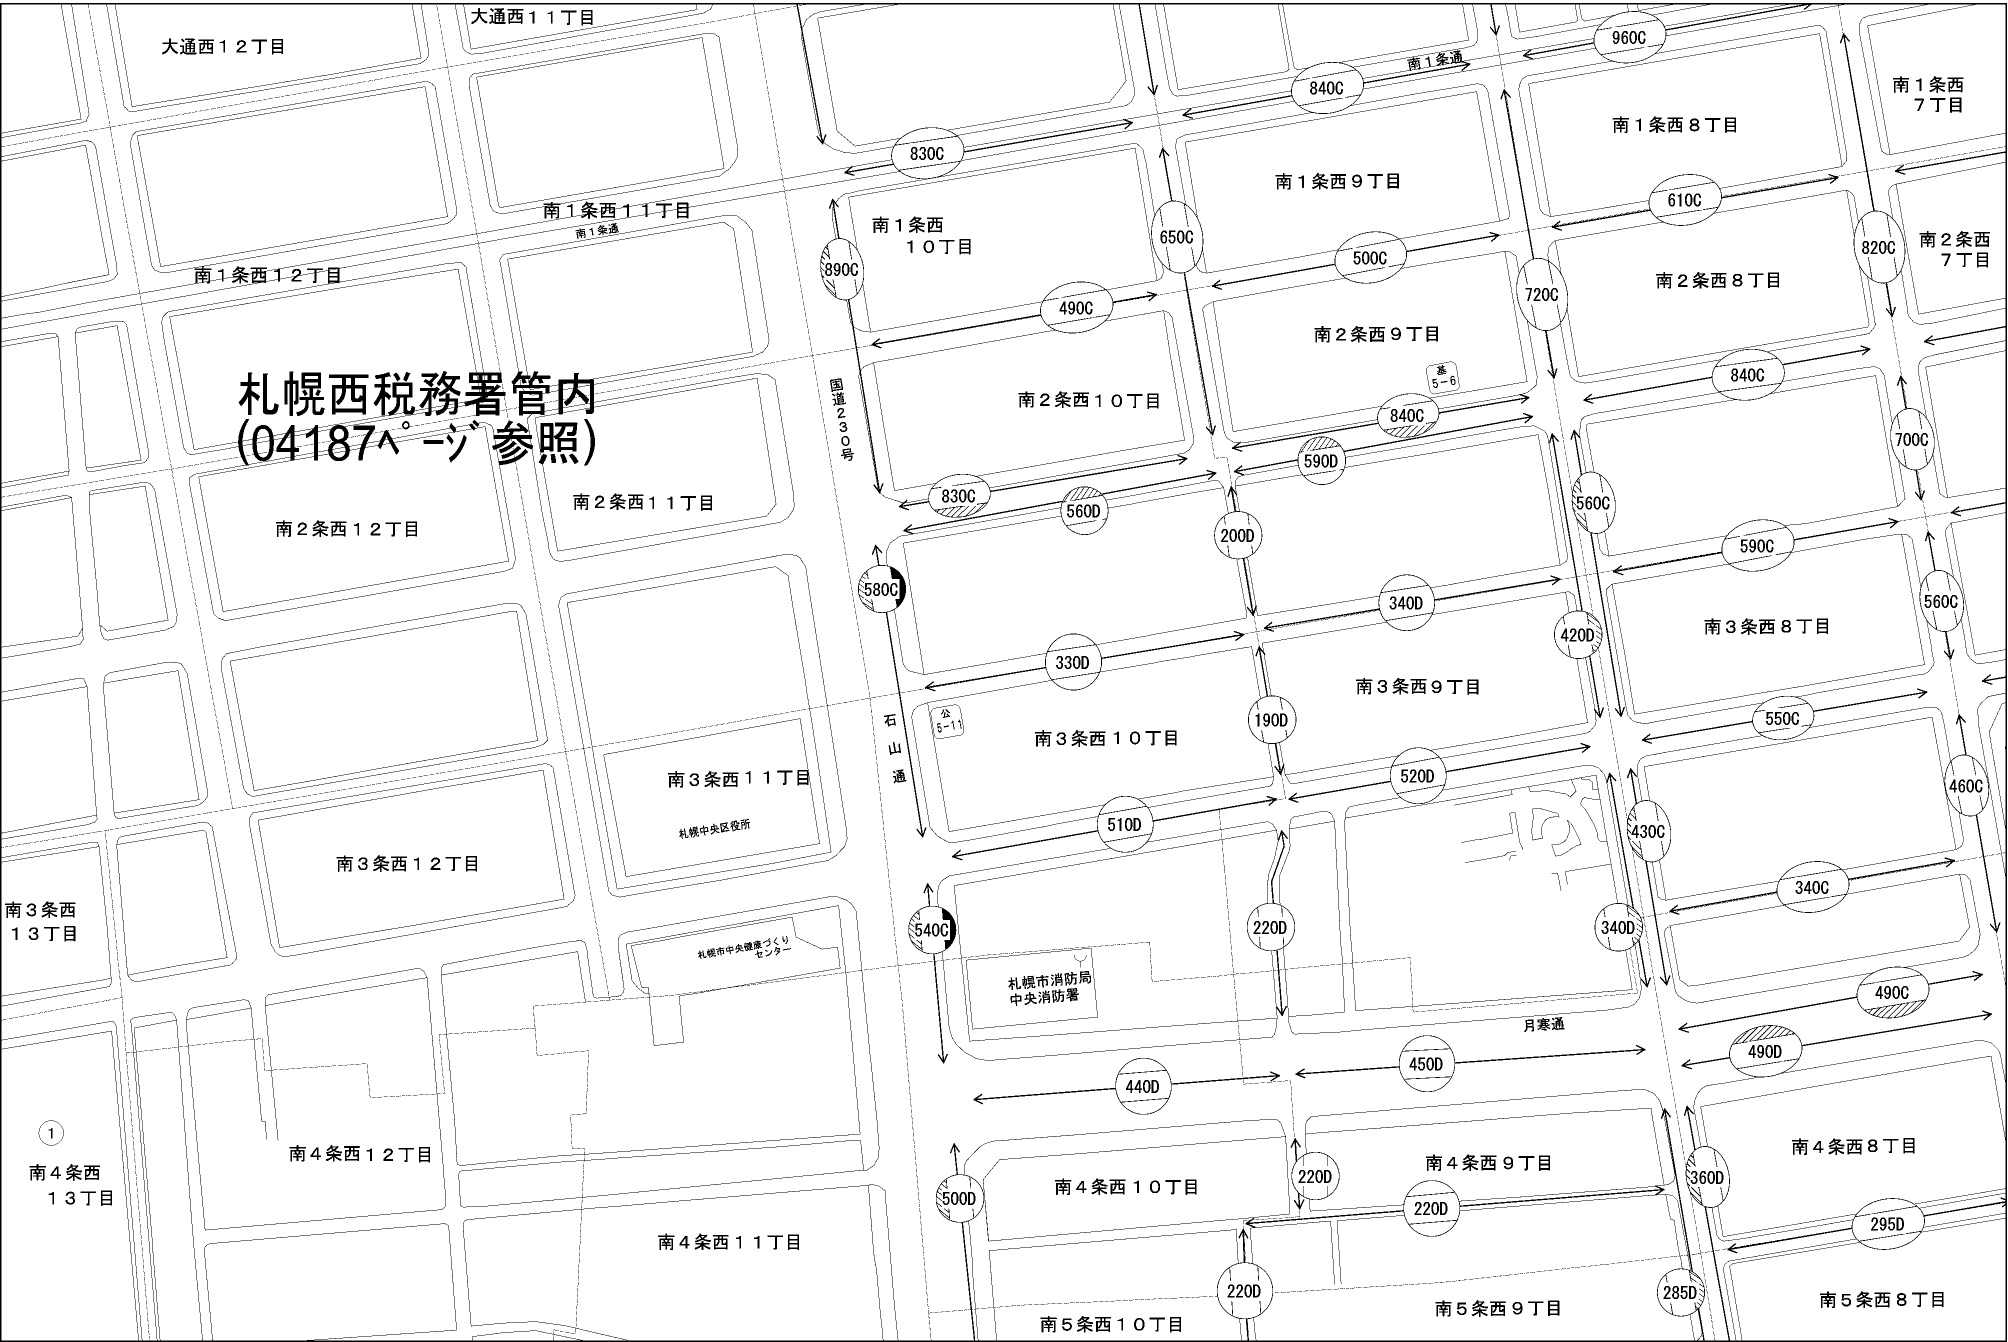 大通西１１丁目
大通西１２丁目
960C
南１条通
840C
南１条西
７丁目
南１条西８丁目
830C
南１条西９丁目
610C
南１条西１１丁目
南１条通
南１条西
１０丁目
650C
500C
820C
南２条西
７丁目
南１条西１２丁目
890C
720C
南２条西８丁目
490C
南２条西９丁目
840C
基
5-6
札幌西税務署管内
(04187ﾍﾟｰｼﾞ参照)
国道２３０号
南２条西１０丁目
840C
700C
590D
830C
560D
560C
南２条西１１丁目
南２条西１２丁目
200D
590C
580C
340D
560C
420D
南３条西８丁目
330D
南３条西９丁目
公
5-11
190D
550C
石山通
南３条西１０丁目
南３条西１１丁目
520D
460C
札幌中央区役所
510D
430C
南３条西１２丁目
340C
南３条西
１３丁目
540C
220D
340D
札幌市中央健康づくり
センター
札幌市消防局
中央消防署
490C
月寒通
490D
450D
440D
1
南４条西１２丁目
南４条西８丁目
南４条西
１３丁目
南４条西９丁目
220D
360D
南４条西１０丁目
500D
220D
295D
南４条西１１丁目
220D
285D
南５条西８丁目
南５条西９丁目
南５条西１０丁目